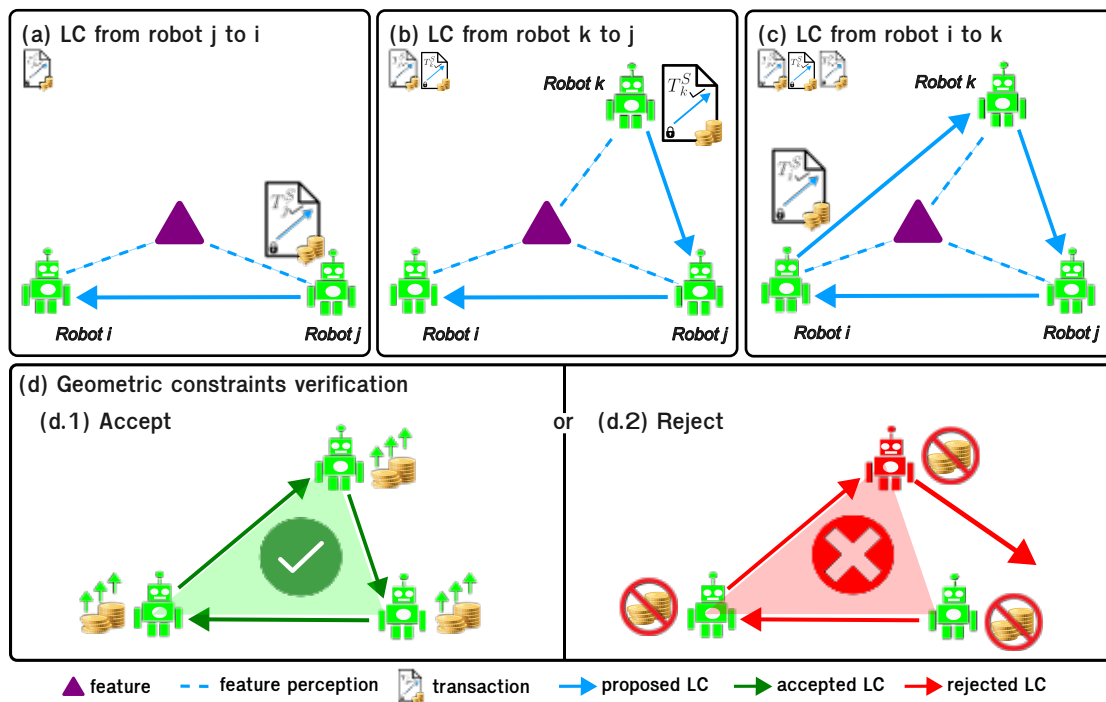 (a) LC from robot j to i
Robot i
Robot j
(b) LC from robot k to j
Robot k
T_k^S
Robot i
Robot j
(c) LC from robot i to k
Robot k
T_i^S
Robot i
Robot j
(d) Geometric constraints verification
(d.1) Accept
or
(d.2) Reject
feature
feature perception
transaction
proposed LC
accepted LC
rejected LC